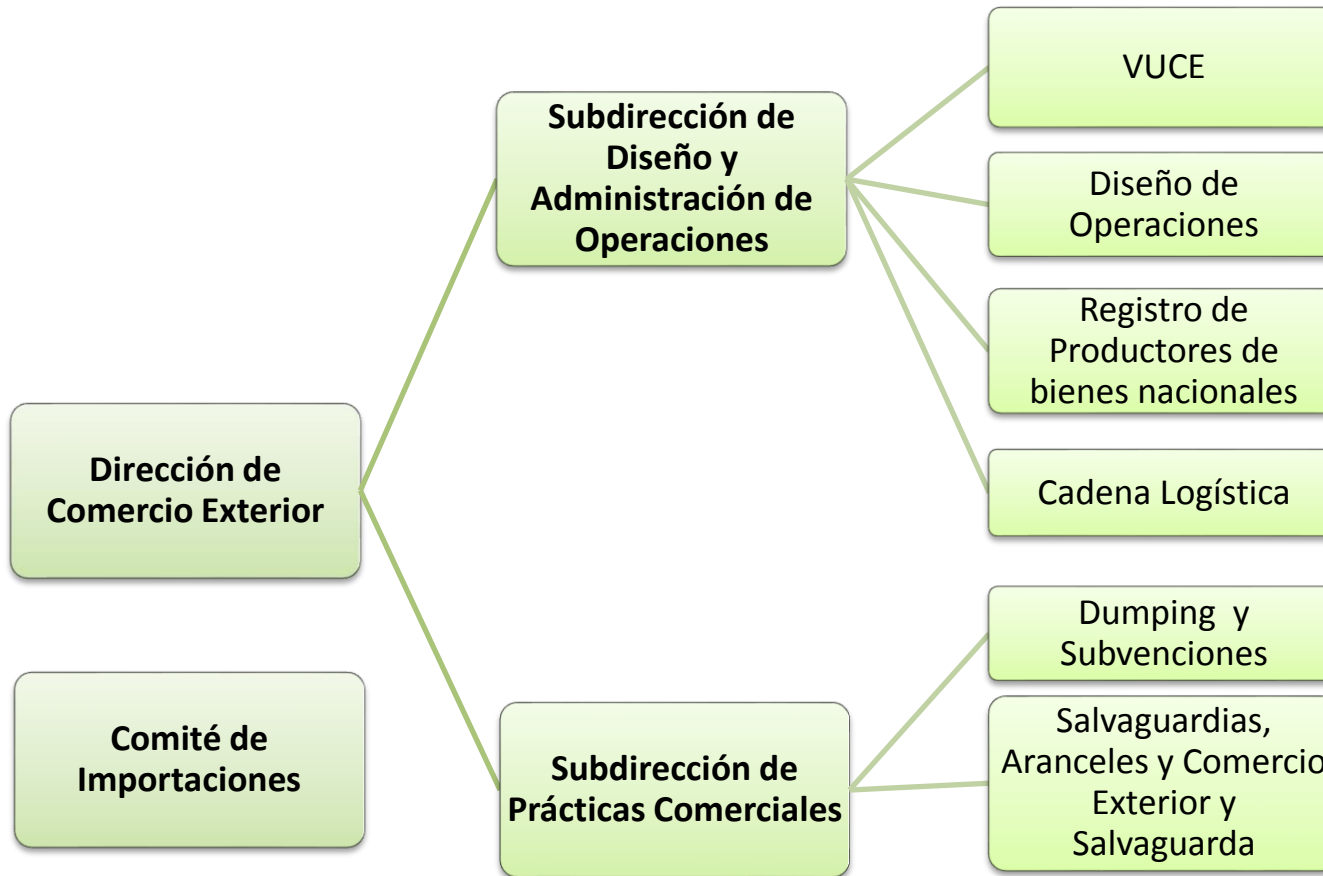 Dirección de
Comercio Exterior
Comité de
Importaciones
Subdirección de
Diseño y
Administración de
Operaciones
Subdirección de
Prácticas Comerciales
VUCE
Diseño de
Operaciones
Registro de
Productores de
bienes nacionales
Cadena Logística
Dumping y
Subvenciones
Salvaguardias,
Aranceles y Comercio
Exterior y
Salvaguarda